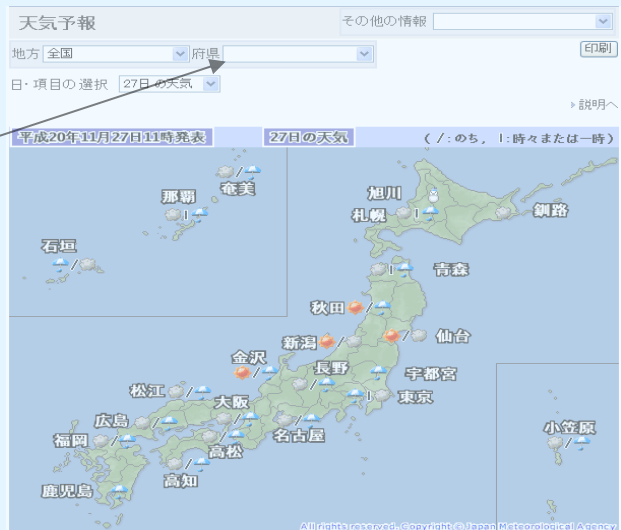 天気予報 その他の情報
地方 全国 府県 印刷
日・項目の選択 27日の天気
説明へ
平成20年11月27日11時発表 27日の天気 (/:のち, |:時々または一時)
奄美
那覇
石垣
旭川
札幌
釧路
青森
秋田
仙台
新潟
金沢
長野
宇都宮
松江
大阪
東京
広島
名古屋
小笠原
福岡
高松
高知
鹿児島
All rights reserved. Copyright © Japan Meteorological Agency